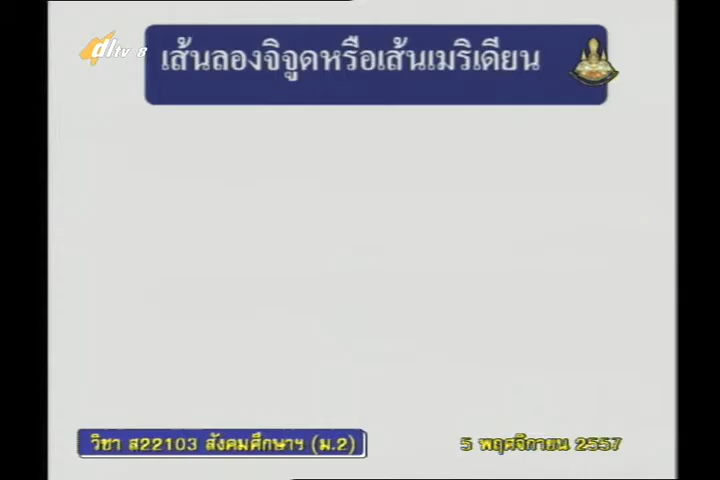 dltv 8
เส้นลองจิจูดหรือเส้นเมริเดียน
วิชา ส22103 สังคมศึกษาฯ (ม.2)
5 พฤศจิกายน 2557